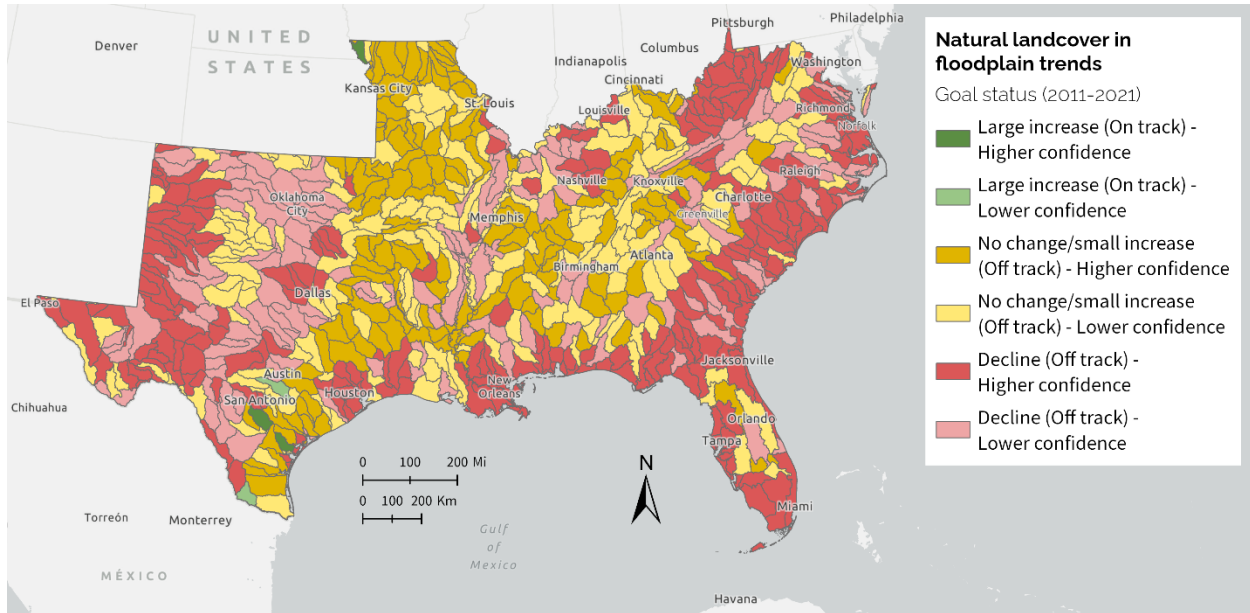 Pittsburgh
Philadelphia
Denver
UNITED
STATES
Columbus
Indianapolis
Cincinnati
Washington
Kansas City
St. Louis
Louisville
Richmond
Norfolk
Nashville
Knoxville
Raleigh
Oklahoma
City
Memphis
Charlotte
Greenville
Birmingham
Atlanta
Dallas
El Paso
Jacksonville
Austin
San Antonio
Houston
New
Orleans
Chihuahua
Orlando
Tampa
0 100 200 Mi
0 100 200 Km
N
Miami
Torreón
Monterrey
Gulf
of
Mexico
MÉXICO
Havana
Natural landcover in
floodplain trends
Goal status (2011-2021)
Large increase (On track) -
Higher confidence
Large increase (On track) -
Lower confidence
No change/small increase
(Off track) - Higher confidence
No change/small increase
(Off track) - Lower confidence
Decline (Off track) -
Higher confidence
Decline (Off track) -
Lower confidence